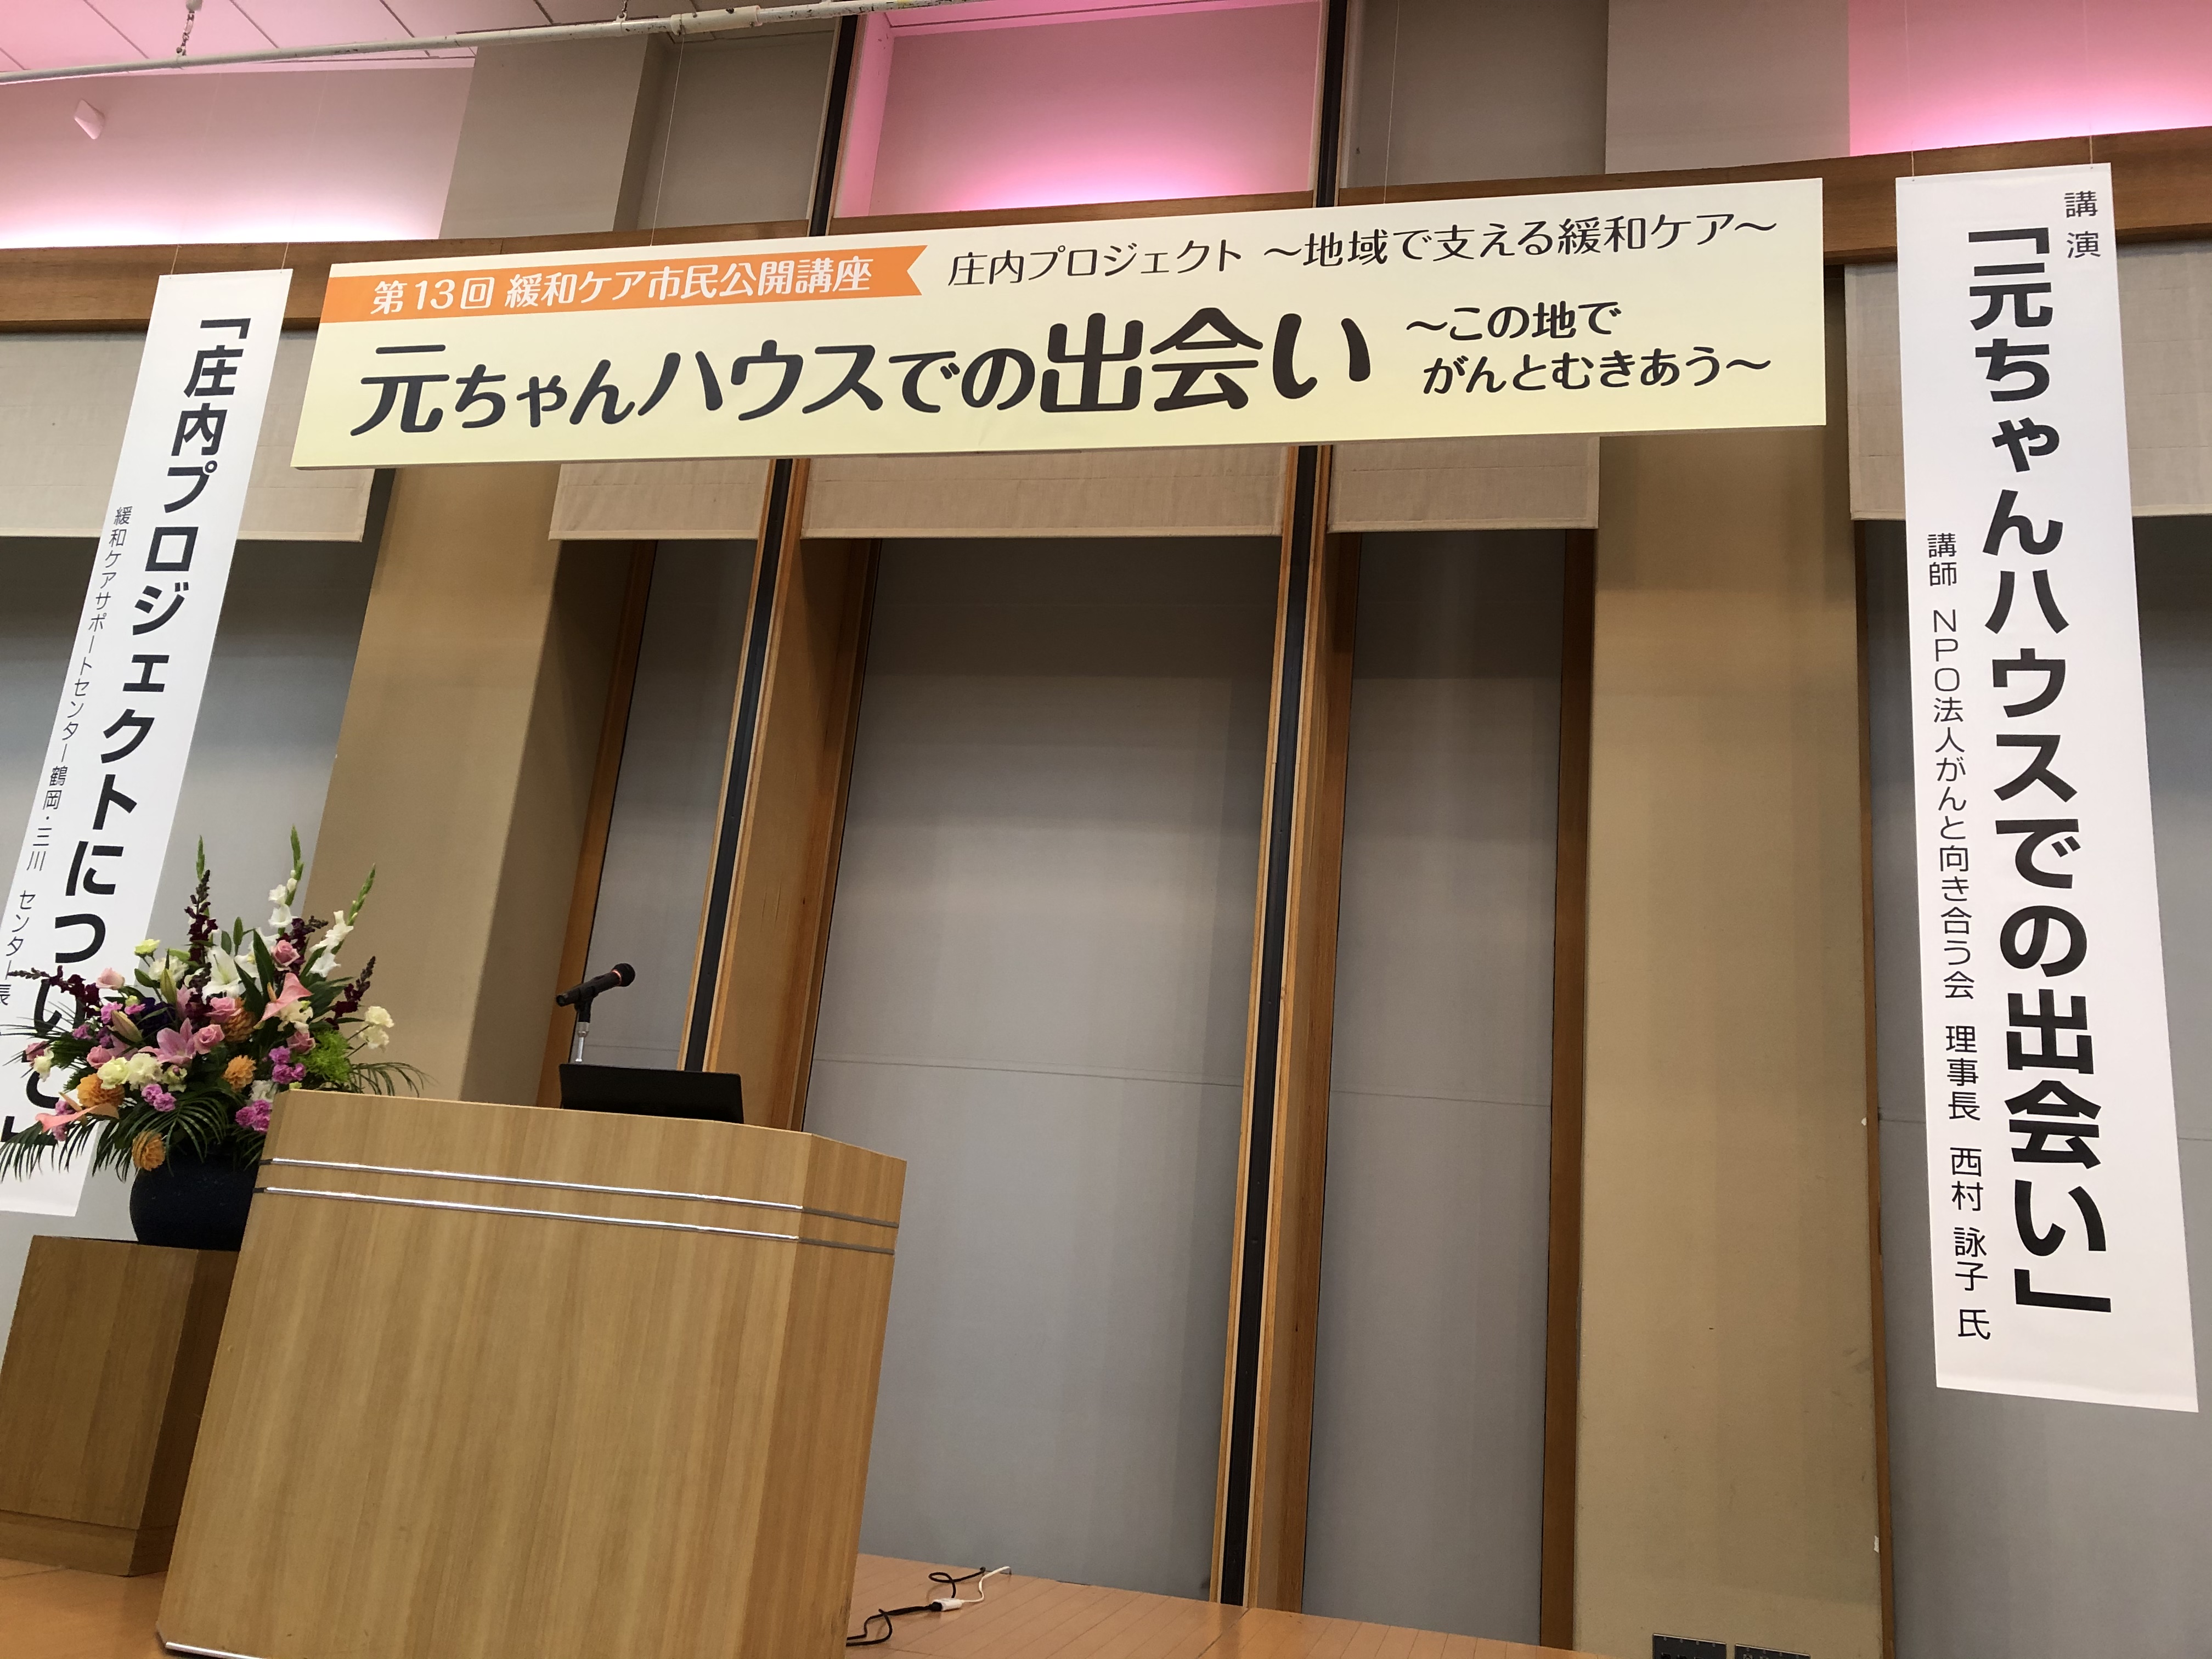 第13回 緩和ケア市民公開講座
庄内プロジェクト ～地域で支える緩和ケア～
元ちゃんハウスでの出会い
～この地で
がんとむきあう～
講演
「元ちゃんハウスでの出会い」
講師 NPO法人がんと向き合う会 理事長 西村 詠子 氏
「庄内プロジェクトについて」
緩和ケアサポートセンター鶴岡・三川 センター長